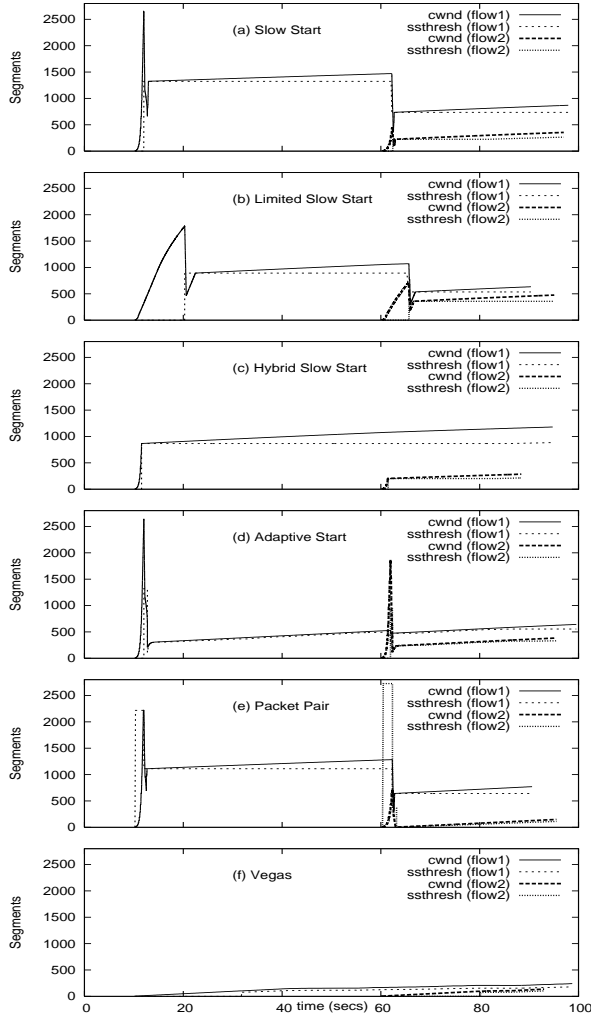 2500
2000
1500
1000
500
0
Segments
(a) Slow Start
cwnd (flow1)
ssthresh (flow1)
cwnd (flow2)
ssthresh (flow2)
2500
2000
1500
1000
500
0
Segments
(b) Limited Slow Start
cwnd (flow1)
ssthresh (flow1)
cwnd (flow2)
ssthresh (flow2)
2500
2000
1500
1000
500
0
Segments
(c) Hybrid Slow Start
cwnd (flow1)
ssthresh (flow1)
cwnd (flow2)
ssthresh (flow2)
2500
2000
1500
1000
500
0
Segments
(d) Adaptive Start
cwnd (flow1)
ssthresh (flow1)
cwnd (flow2)
ssthresh (flow2)
2500
2000
1500
1000
500
0
Segments
(e) Packet Pair
cwnd (flow1)
ssthresh (flow1)
cwnd (flow2)
ssthresh (flow2)
2500
2000
1500
1000
500
0
Segments
(f) Vegas
cwnd (flow1)
ssthresh (flow1)
cwnd (flow2)
ssthresh (flow2)
0 20 40 60 80 100
time (secs)